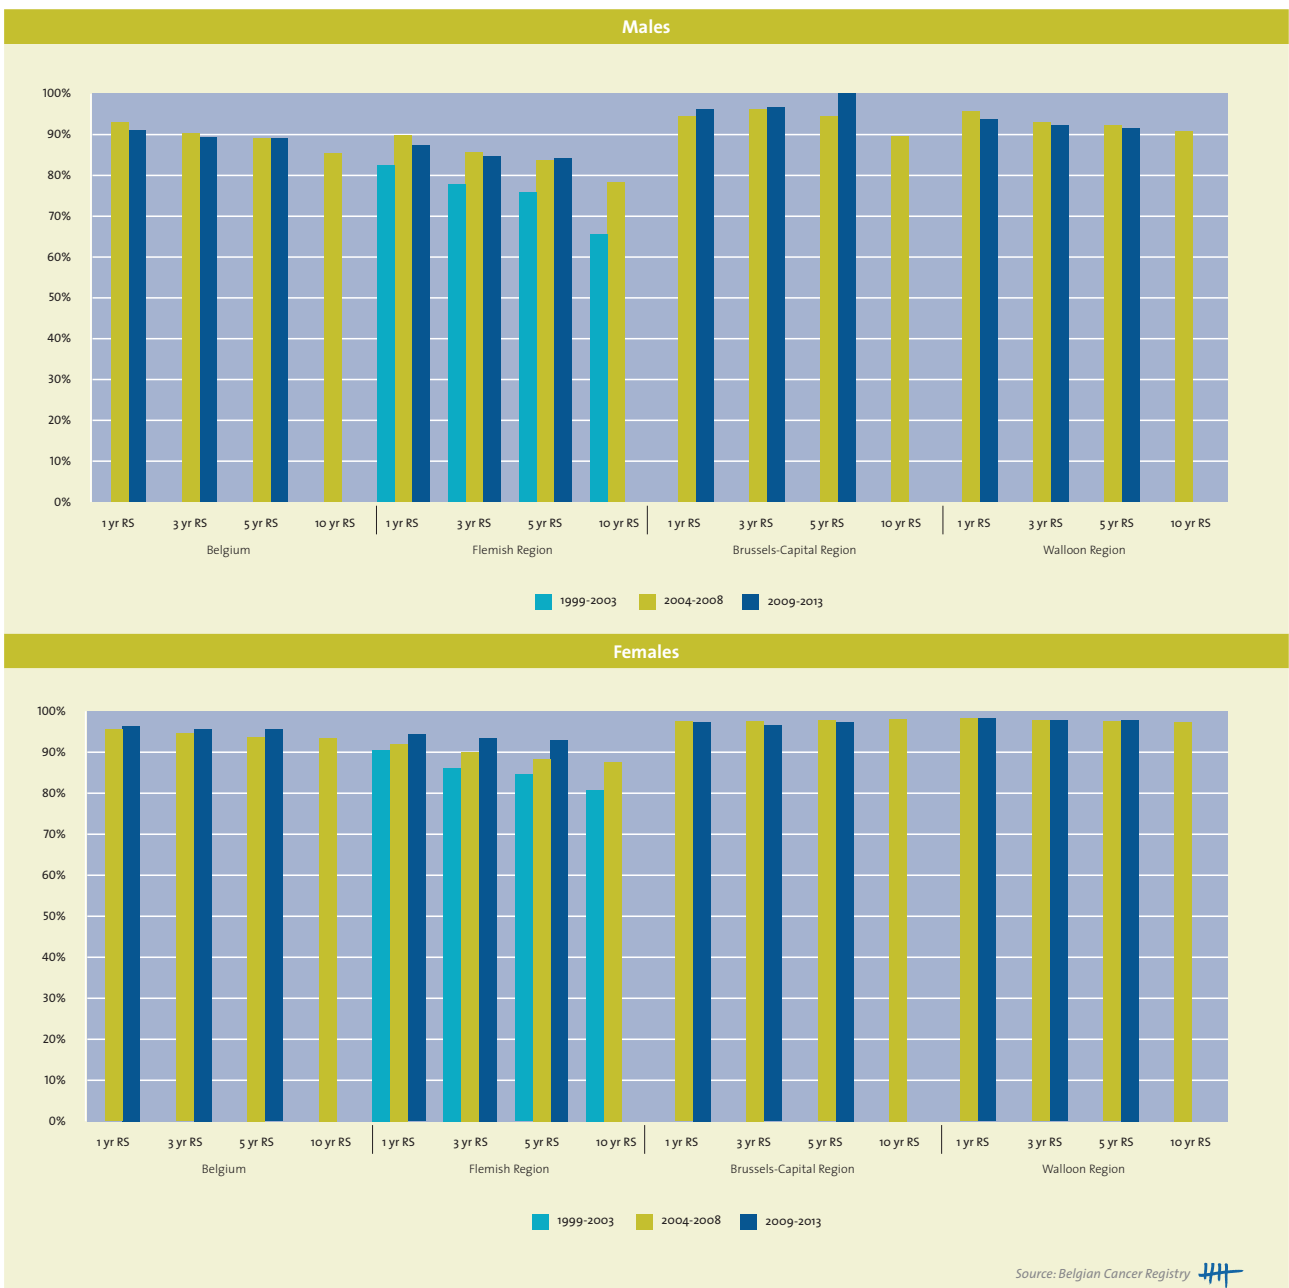 Males
100%
90%
80%
70%
60%
50%
40%
30%
20%
10%
0%
1 yr RS 3 yr RS 5 yr RS 10 yr RS 1 yr RS 3 yr RS 5 yr RS 10 yr RS 1 yr RS 3 yr RS 5 yr RS 10 yr RS 1 yr RS 3 yr RS 5 yr RS 10 yr RS
Belgium Flemish Region Brussels-Capital Region Walloon Region
1999-2003 2004-2008 2009-2013
Females
100%
90%
80%
70%
60%
50%
40%
30%
20%
10%
0%
1 yr RS 3 yr RS 5 yr RS 10 yr RS 1 yr RS 3 yr RS 5 yr RS 10 yr RS 1 yr RS 3 yr RS 5 yr RS 10 yr RS 1 yr RS 3 yr RS 5 yr RS 10 yr RS
Belgium Flemish Region Brussels-Capital Region Walloon Region
1999-2003 2004-2008 2009-2013
Source: Belgian Cancer Registry